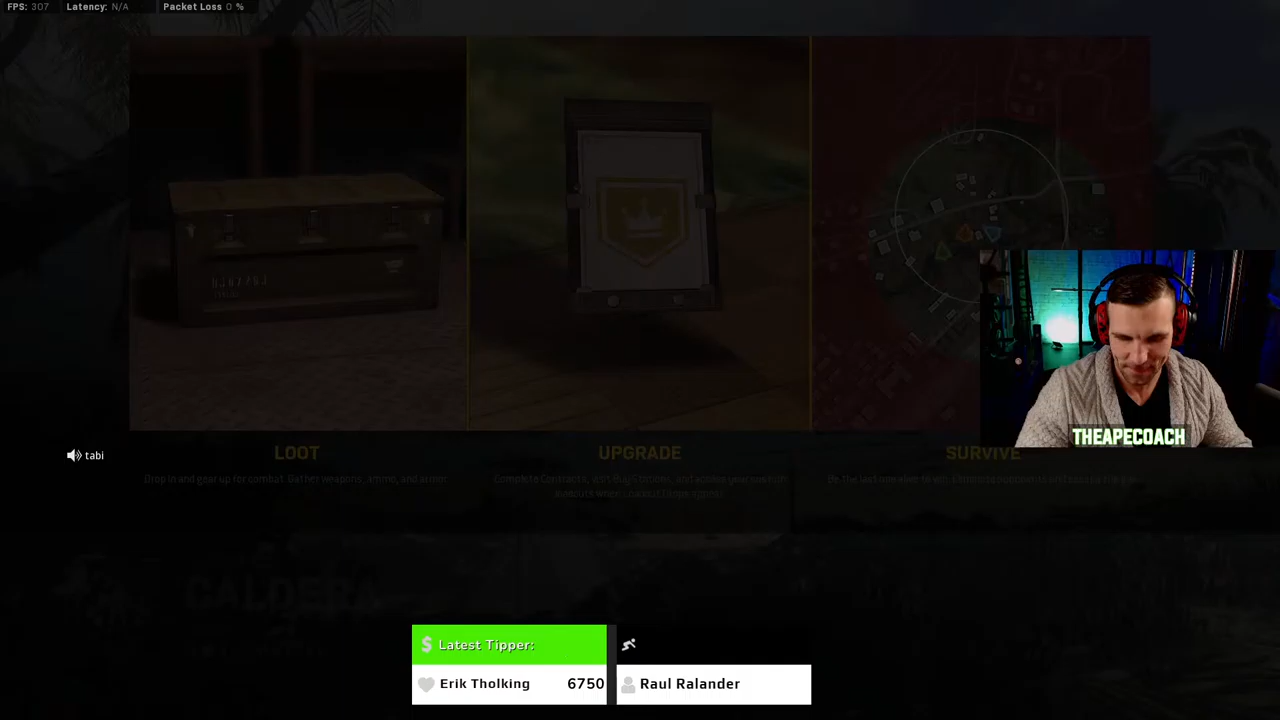 FPS: 307 Latency: N/A Packet Loss 0 %
LOOT
UPGRADE
SURVIVE
Drop in and gear up for combat. Gather weapons, ammo, and armor.
tabi
THEAPECOACH
CALDERA
$ Latest Tipper:
Erik Tholking 6750
Raul Ralander